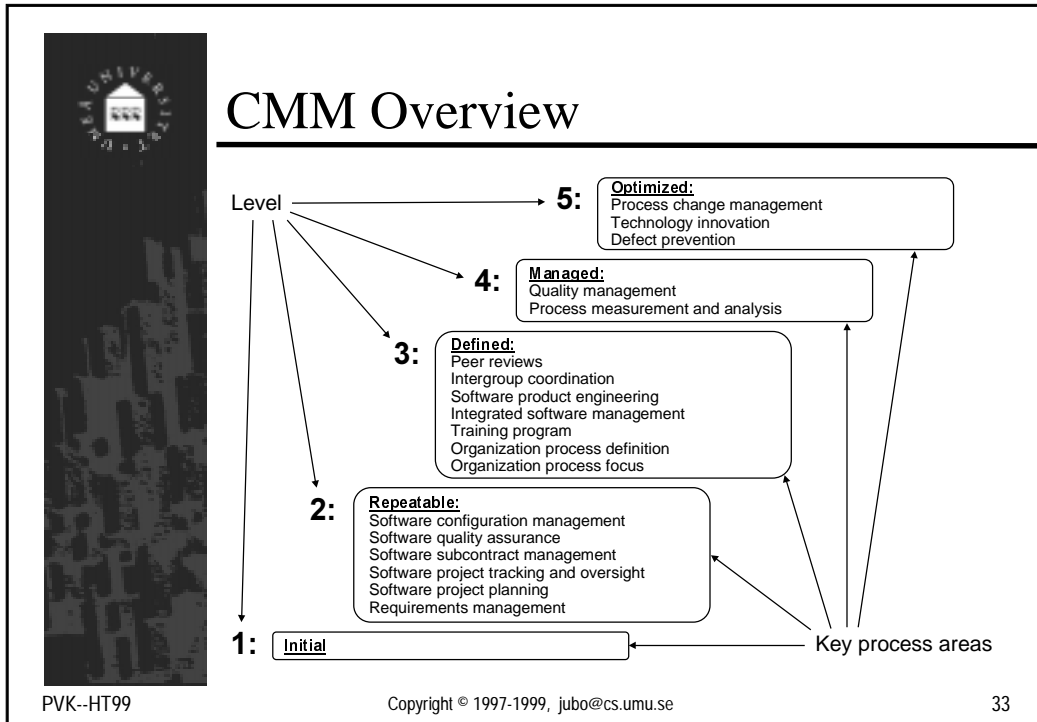 UMEÅ UNIVERSITET
CMM Overview
Level
5:
Optimized:
Process change management
Technology innovation
Defect prevention
4:
Managed:
Quality management
Process measurement and analysis
3:
Defined:
Peer reviews
Intergroup coordination
Software product engineering
Integrated software management
Training program
Organization process definition
Organization process focus
2:
Repeatable:
Software configuration management
Software quality assurance
Software subcontract management
Software project tracking and oversight
Software project planning
Requirements management
1:
Initial
Key process areas
PVK--HT99
Copyright © 1997-1999, jubo@cs.umu.se
33